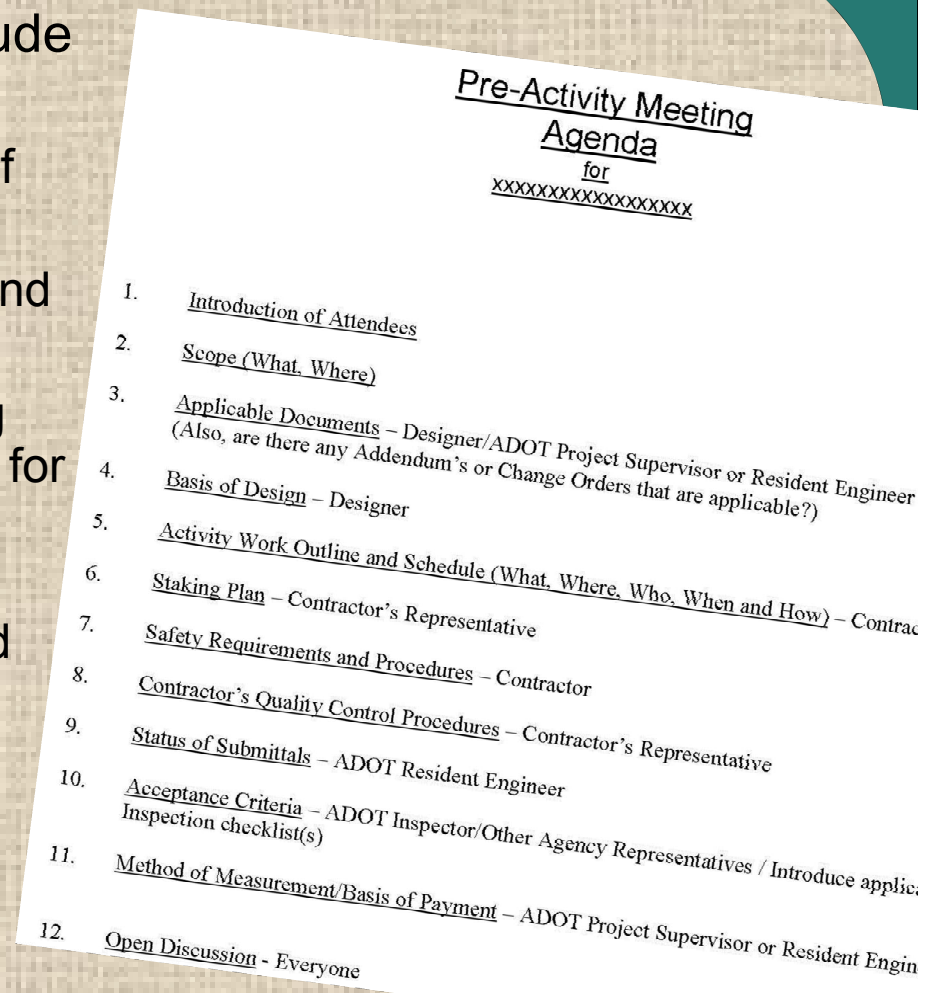 ude
f
nd
g
for
d
Pre-Activity Meeting
Agenda
for
xxxxxxxxxxxxxxxxxx
1. Introduction of Attendees
2. Scope (What, Where)
3. Applicable Documents – Designer/ADOT Project Supervisor or Resident Engineer
(Also, are there any Addendum's or Change Orders that are applicable?)
4. Basis of Design – Designer
5. Activity Work Outline and Schedule (What, Where, Who, When and How) – Contrac
6. Staking Plan – Contractor's Representative
7. Safety Requirements and Procedures – Contractor
8. Contractor's Quality Control Procedures – Contractor's Representative
9. Status of Submittals – ADOT Resident Engineer
10. Acceptance Criteria – ADOT Inspector/Other Agency Representatives / Introduce applica
Inspection checklist(s)
11. Method of Measurement/Basis of Payment – ADOT Project Supervisor or Resident Engin
12. Open Discussion - Everyone